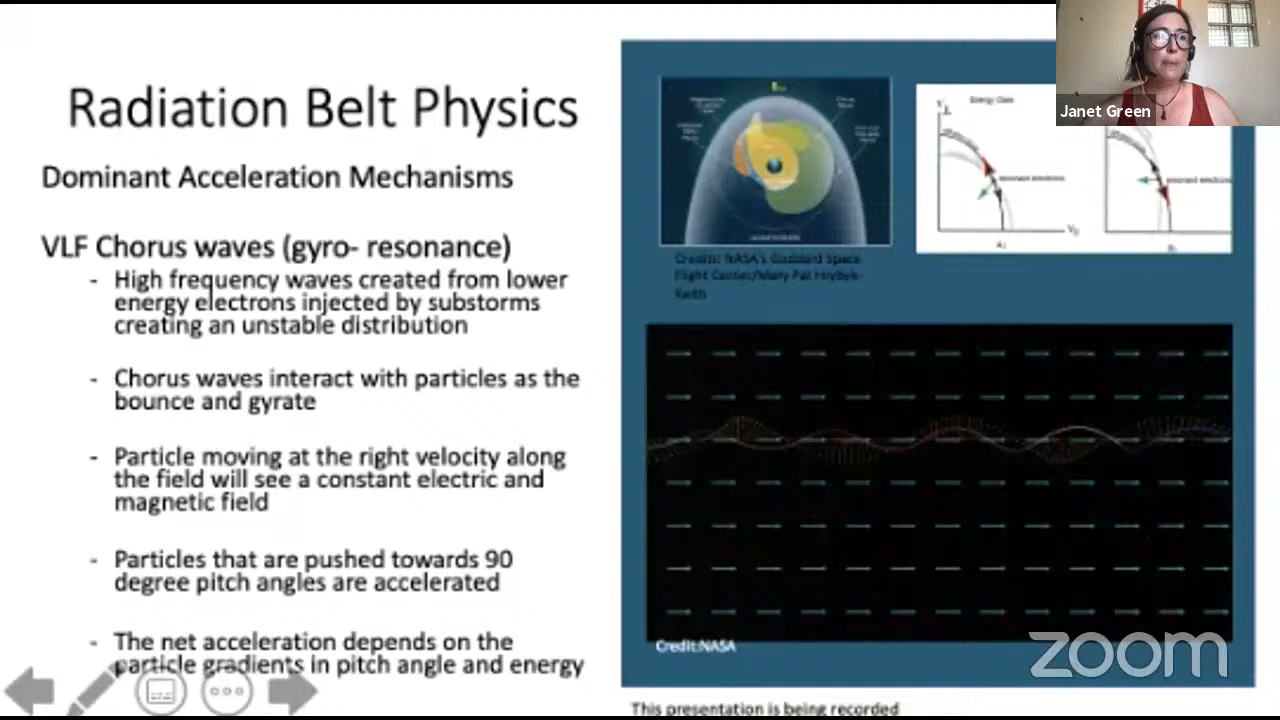 Radiation Belt Physics
Dominant Acceleration Mechanisms
VLF Chorus waves (gyro- resonance)
- High frequency waves created from lower
energy electrons injected by substorms
creating an unstable distribution
- Chorus waves interact with particles as the
bounce and gyrate
- Particle moving at the right velocity along
the field will see a constant electric and
magnetic field
- Particles that are pushed towards 90
degree pitch angles are accelerated
- The net acceleration depends on the
particle gradients in pitch angle and energy
Janet Green
resonant electrons
resonant electrons
Credit: NASA's Goddard Space
Flight Center/Mary Pat Hrybyk-
Keith
Credit:NASA
zoom
This presentation is being recorded